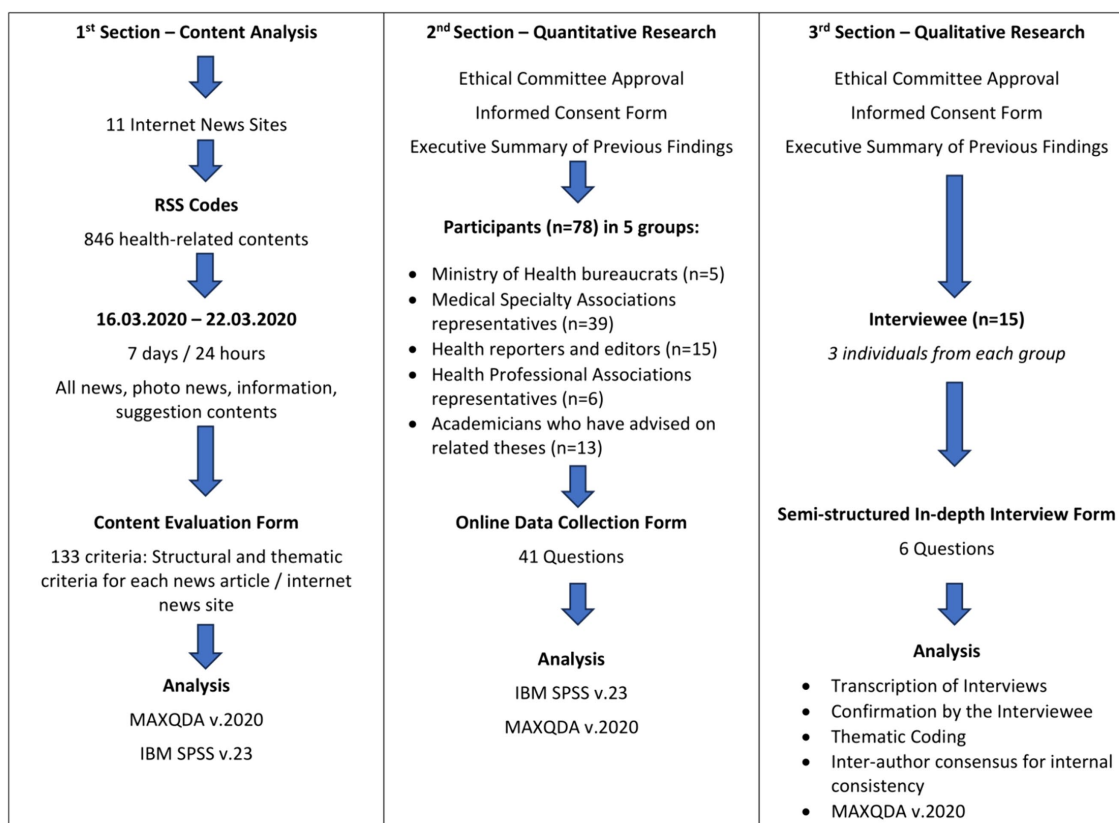 1st Section – Content Analysis
11 Internet News Sites
RSS Codes
846 health-related contents
16.03.2020 – 22.03.2020
7 days / 24 hours
All news, photo news, information,
suggestion contents
Content Evaluation Form
133 criteria: Structural and thematic
criteria for each news article / internet
news site
Analysis
MAXQDA v.2020
IBM SPSS v.23
2nd Section – Quantitative Research
Ethical Committee Approval
Informed Consent Form
Executive Summary of Previous Findings
Participants (n=78) in 5 groups:
• Ministry of Health bureaucrats (n=5)
• Medical Specialty Associations
representatives (n=39)
• Health reporters and editors (n=15)
• Health Professional Associations
representatives (n=6)
• Academicians who have advised on
related theses (n=13)
Online Data Collection Form
41 Questions
Analysis
IBM SPSS v.23
MAXQDA v.2020
3rd Section – Qualitative Research
Ethical Committee Approval
Informed Consent Form
Executive Summary of Previous Findings
Interviewee (n=15)
3 individuals from each group
Semi-structured In-depth Interview Form
6 Questions
Analysis
• Transcription of Interviews
• Confirmation by the Interviewee
• Thematic Coding
• Inter-author consensus for internal
consistency
• MAXQDA v.2020